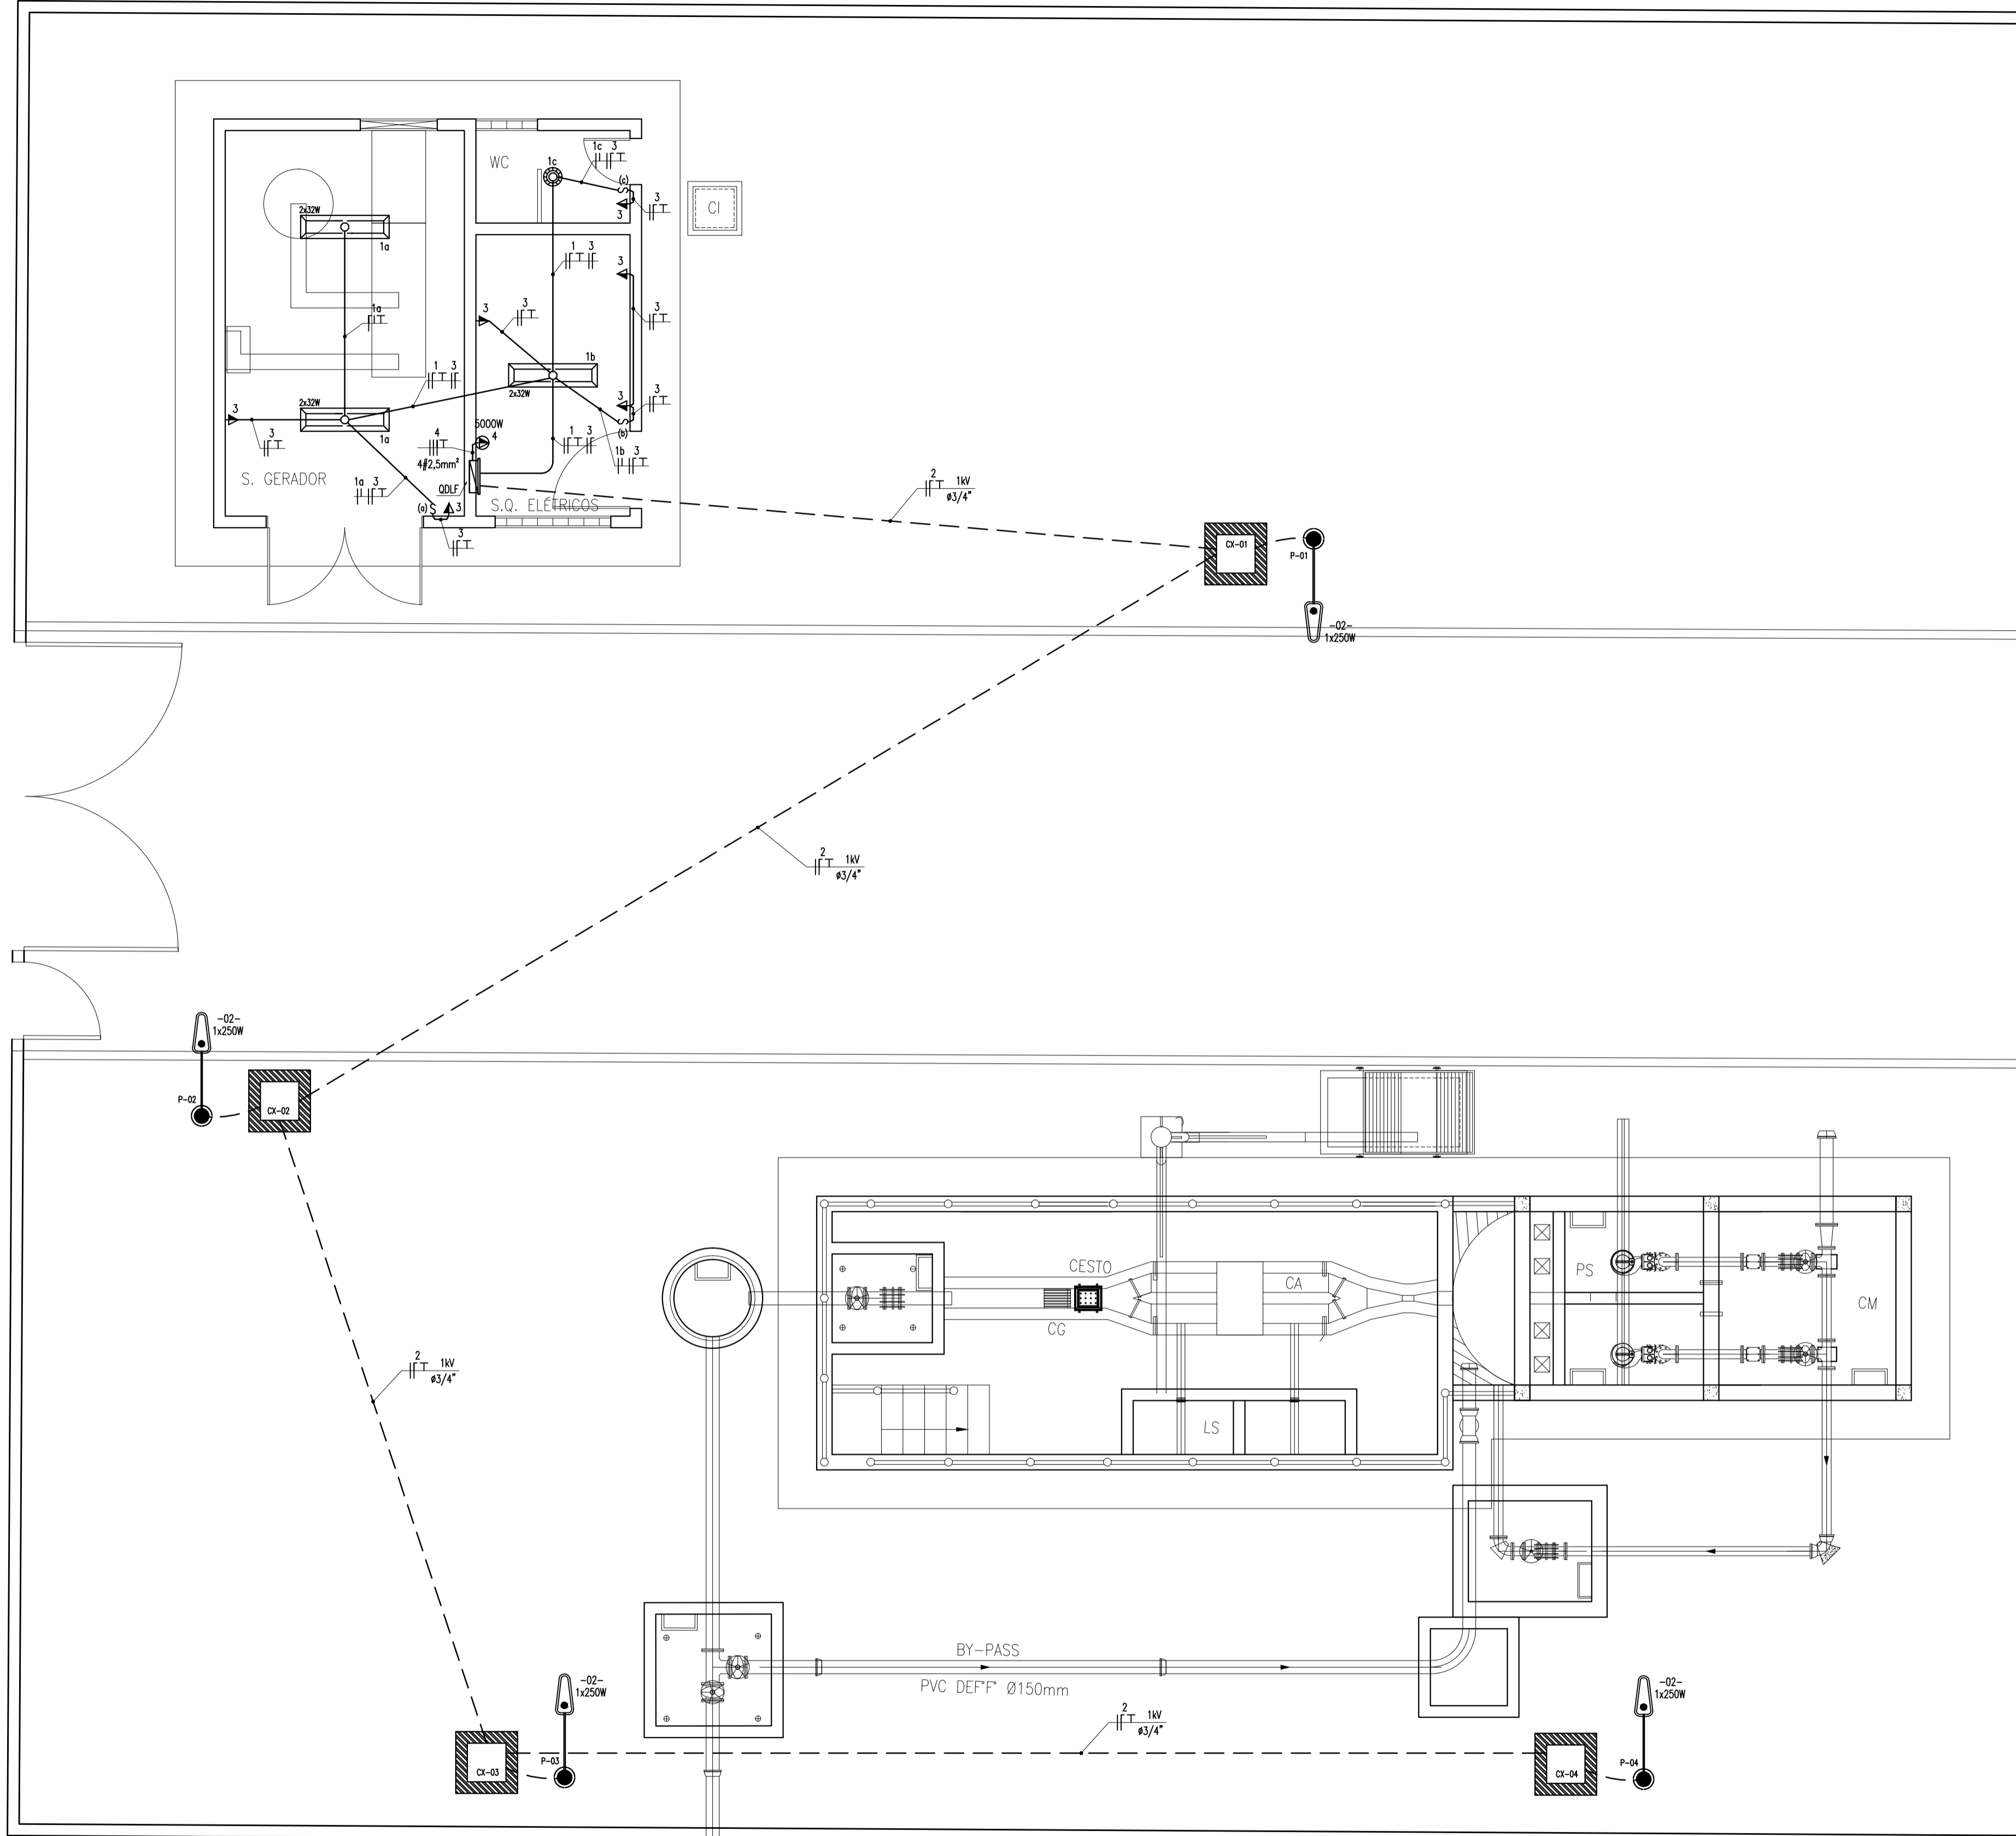 WC
1c
1c 3
(c)
3
3
CI
2x32W
1a
1 3
3
3
3
3
3
1a
1b
2x32W
1 3
3
3
(b)
2x32W
1a
3
3
5000W
4
4
4#2,5mm²
1 3
1b 3
S. GERADOR
1a 3
QDLF
(a)
3
3
S.Q. ELÉTRICOS
2 1kV
ø3/4"
CX-01
P-01
-02-
1x250W
2 1kV
ø3/4"
-02-
1x250W
P-02
CX-02
CESTO
CA
PS
CM
CG
2 1kV
ø3/4"
LS
BY-PASS
PVC DEFºFº Ø150mm
-02-
1x250W
P-03
CX-03
2 1kV
ø3/4"
-02-
1x250W
P-04
CX-04